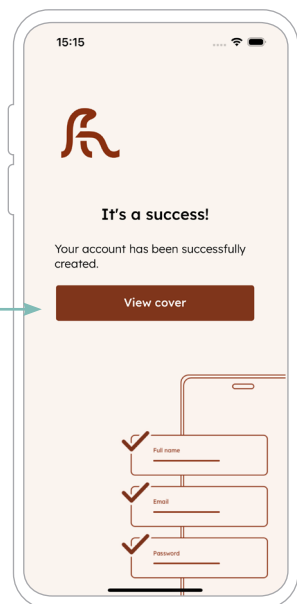 15:15
It's a success!
Your account has been successfully
created.
View cover
Full name
Email
Password